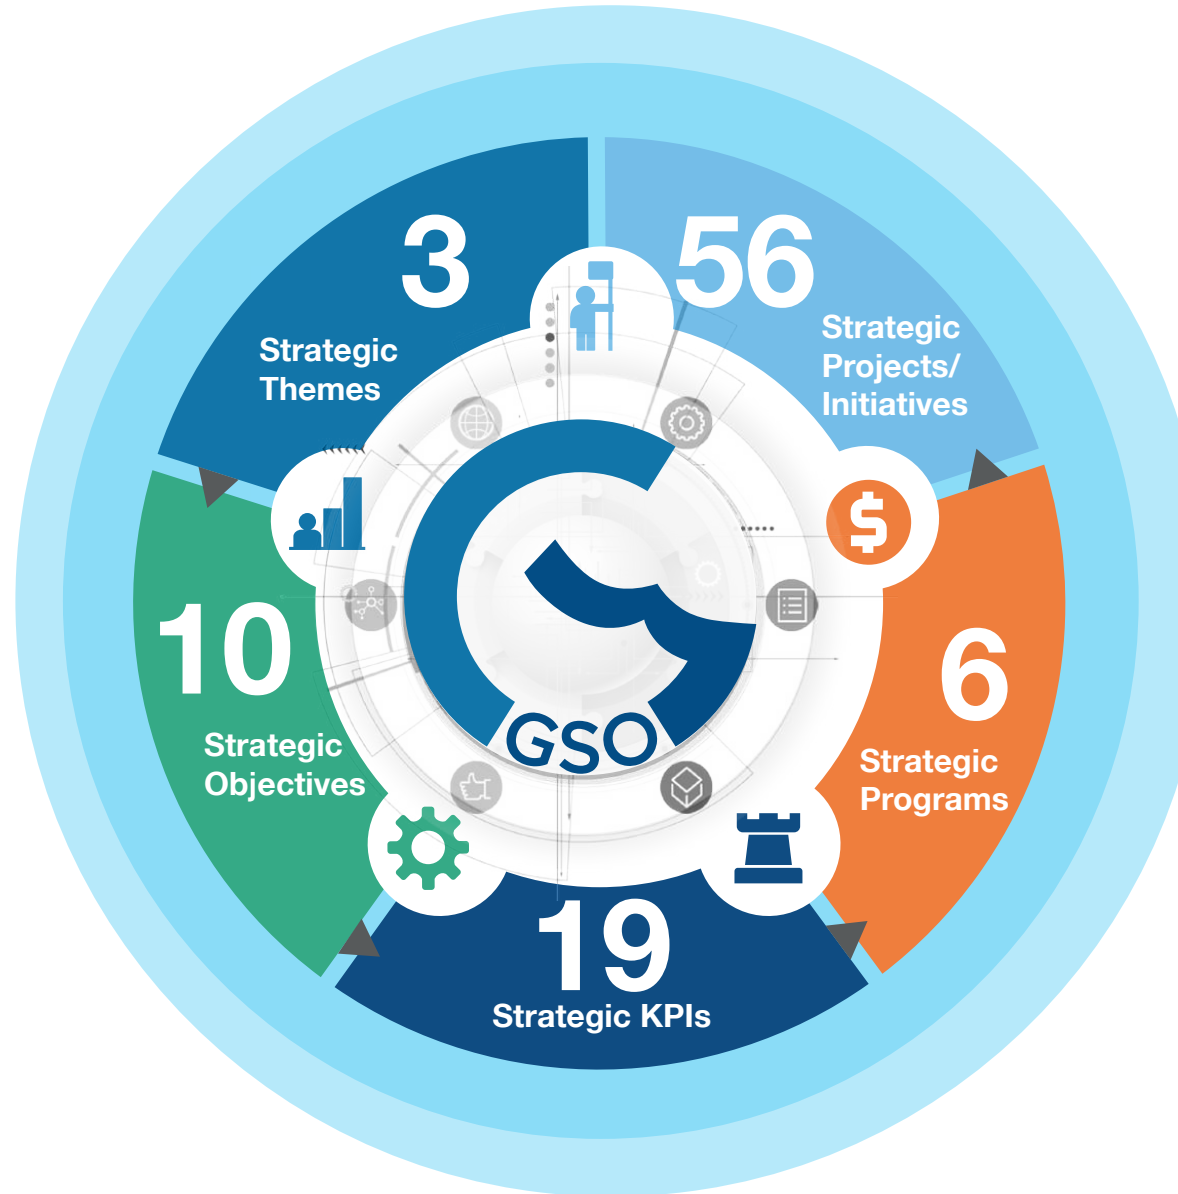 3
Strategic
Themes
56
Strategic
Projects/
Initiatives
10
Strategic
Objectives
6
Strategic
Programs
19
Strategic KPIs
GSO
$